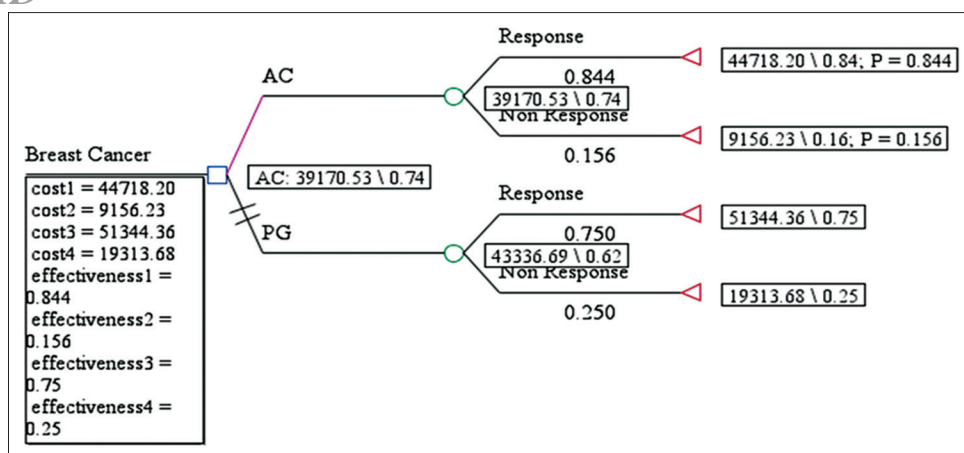 Response
44718.20 \ 0.84; P = 0.844
AC
0.844
39170.53 \ 0.74
Non Response
9156.23 \ 0.16; P = 0.156
0.156
Breast Cancer
AC: 39170.53 \ 0.74
cost1 = 44718.20
cost2 = 9156.23
cost3 = 51344.36
cost4 = 19313.68
effectiveness1 =
0.844
effectiveness2 =
0.156
effectiveness3 =
0.75
effectiveness4 =
0.25
PG
Response
51344.36 \ 0.75
0.750
43336.69 \ 0.62
Non Response
19313.68 \ 0.25
0.250